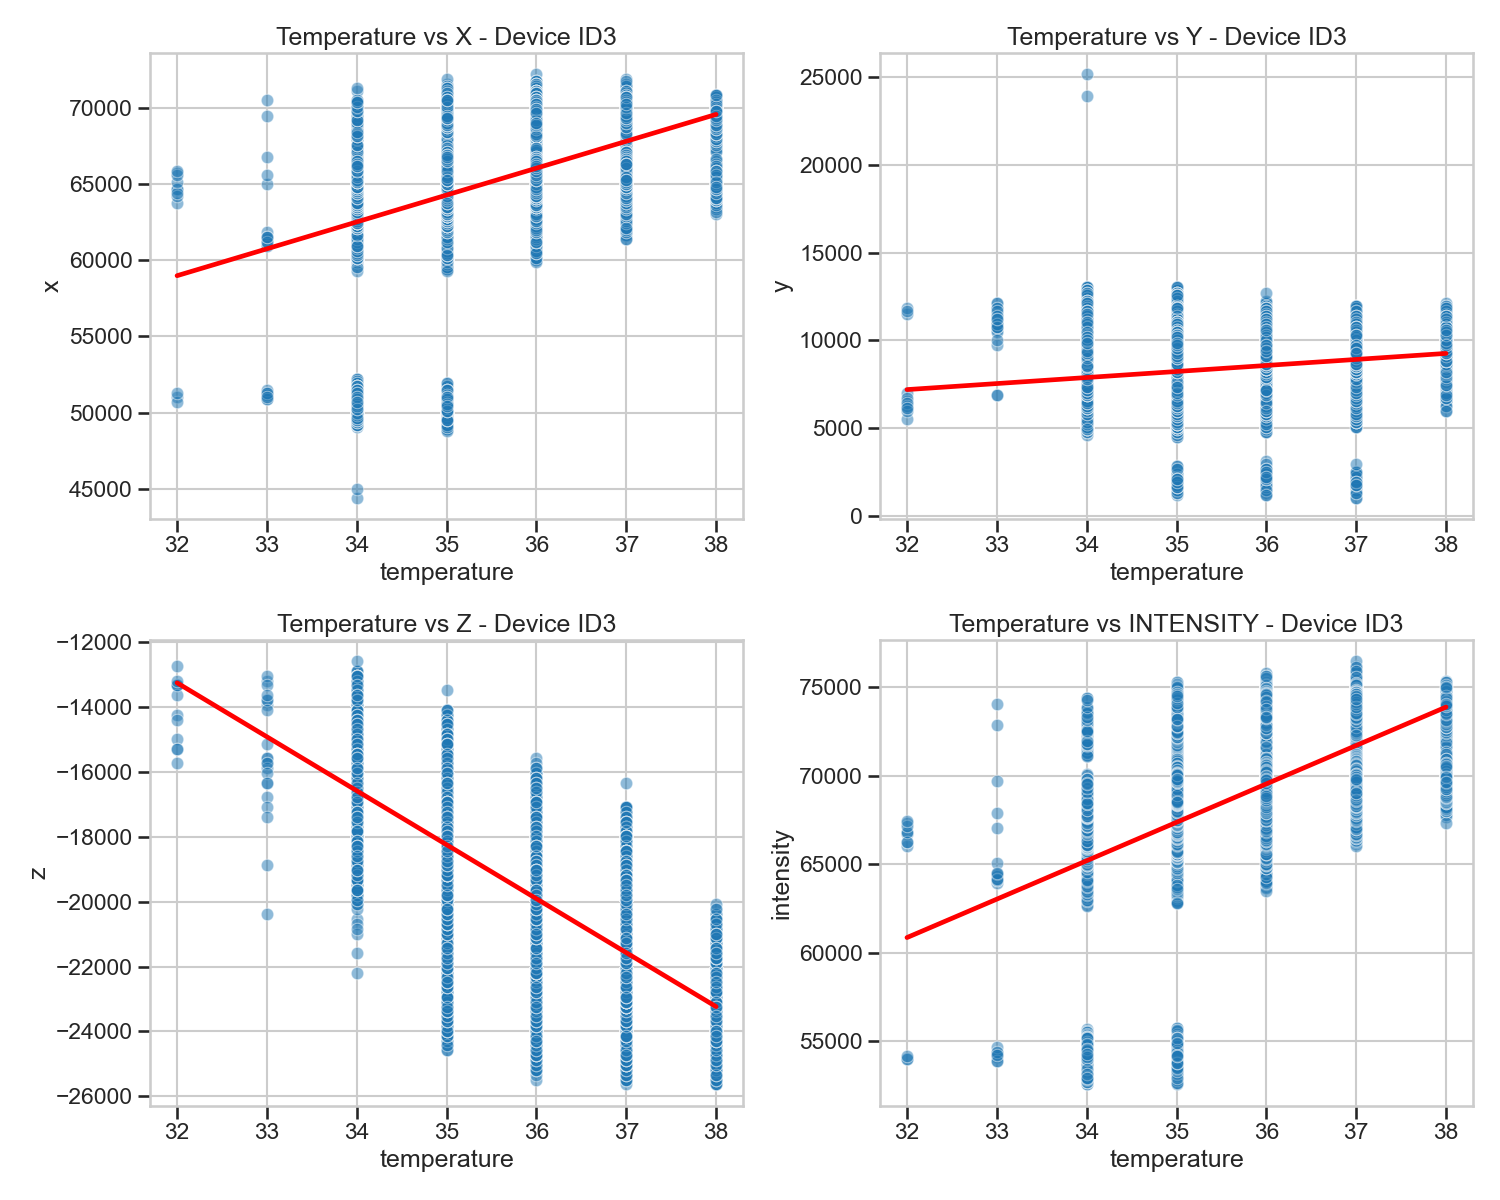 Temperature vs X - Device ID3
70000
65000
60000
55000
50000
45000
x
32 33 34 35 36 37 38
temperature
Temperature vs Y - Device ID3
25000
20000
15000
10000
5000
0
y
32 33 34 35 36 37 38
temperature
Temperature vs Z - Device ID3
−12000
−14000
−16000
−18000
−20000
−22000
−24000
−26000
z
32 33 34 35 36 37 38
temperature
Temperature vs INTENSITY - Device ID3
75000
70000
65000
60000
55000
intensity
32 33 34 35 36 37 38
temperature